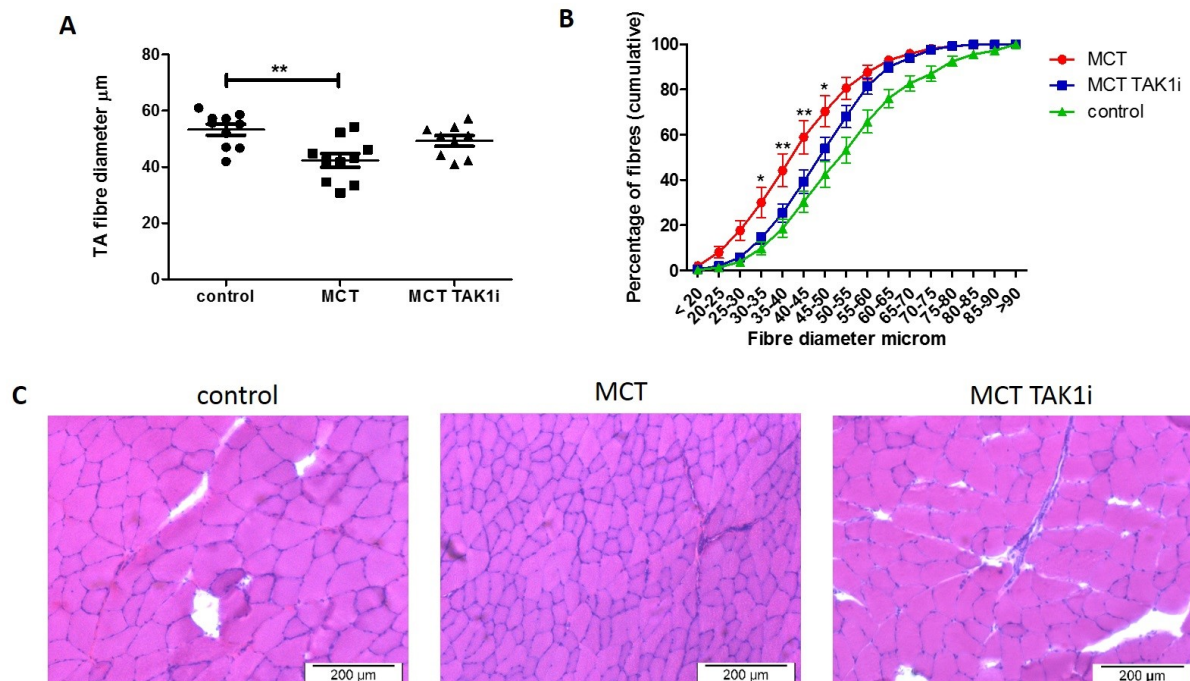 A
TA fibre diameter µm
80
60
40
20
0
**
control
MCT
MCT TAK1i
B
Percentage of fibres (cumulative)
100
80
60
40
20
0
*
**
**
*
< 20
20-25
25-30
30-35
35-40
40-45
45-50
50-55
55-60
60-65
65-70
70-75
75-80
80-85
85-90
>90
Fibre diameter microm
MCT
MCT TAK1i
control
C
control
MCT
MCT TAK1i
200 µm
200 µm
200 µm